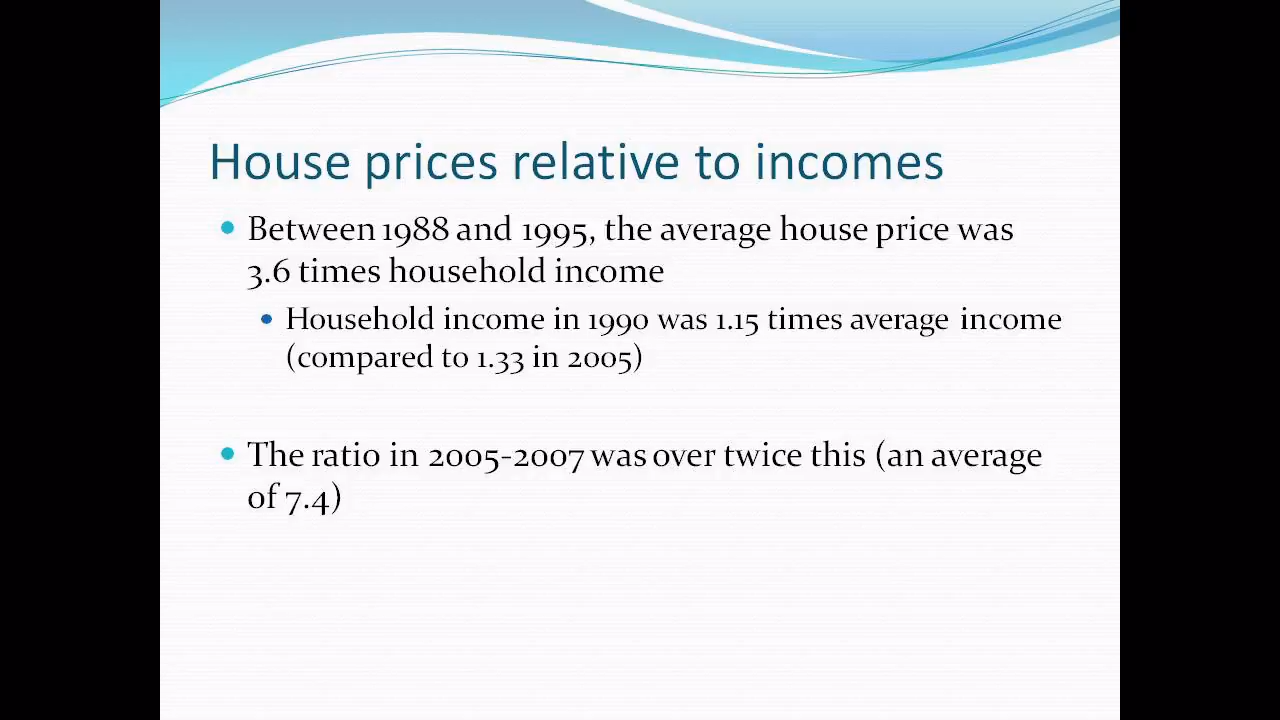 House prices relative to incomes
Between 1988 and 1995, the average house price was
3.6 times household income
Household income in 1990 was 1.15 times average income
(compared to 1.33 in 2005)
The ratio in 2005-2007 was over twice this (an average
of 7.4)